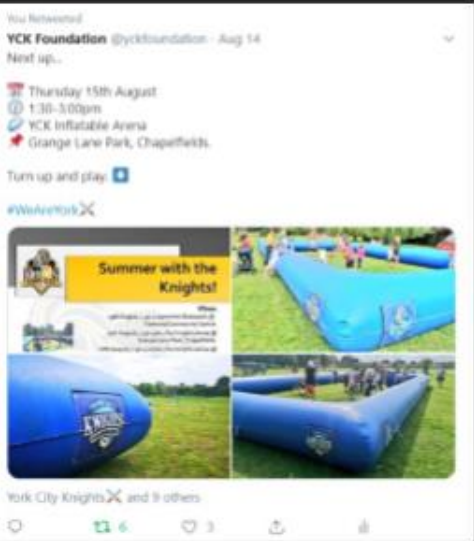 You Retweeted
YCK Foundation @yckfoundation · Aug 14
Next up...
Thursday 15th August
1:30-3:00pm
YCK Inflatable Arena
Grange Lane Park, Chapelfields.
Turn up and play.
#WeAreYork
Summer with the
Knights!
KNIGHTS
York City Knights and 9 others
6
3